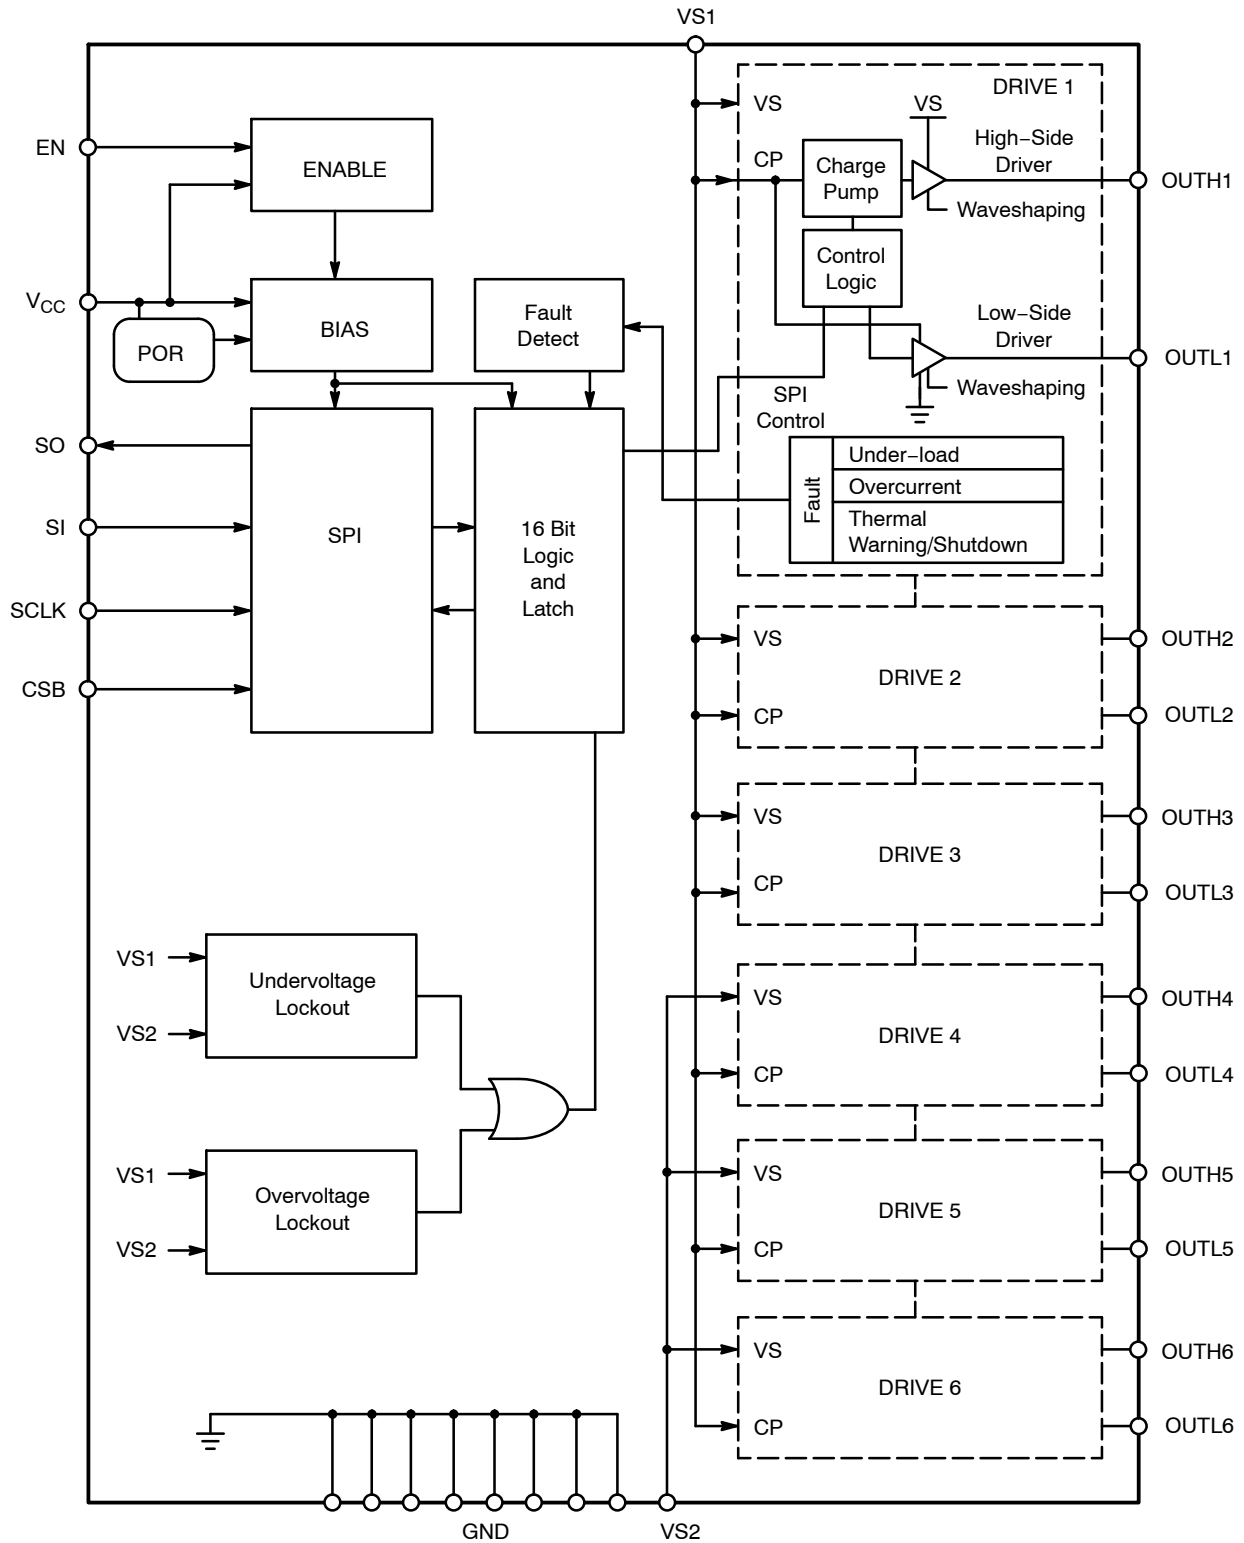 VS1
DRIVE 1
VS
VS
EN
ENABLE
High−Side
Driver
CP
Charge
Pump
OUTH1
Waveshaping
Control
Logic
VCC
BIAS
POR
Fault
Detect
Low−Side
Driver
OUTL1
Waveshaping
SPI
Control
SO
SI
SCLK
CSB
SPI
16 Bit
Logic
and
Latch
Fault
Under−load
Overcurrent
Thermal
Warning/Shutdown
VS
DRIVE 2
CP
OUTH2
OUTL2
VS
DRIVE 3
CP
OUTH3
OUTL3
VS1
VS2
Undervoltage
Lockout
VS
DRIVE 4
CP
OUTH4
OUTL4
VS1
VS2
Overvoltage
Lockout
VS
DRIVE 5
CP
OUTH5
OUTL5
VS
DRIVE 6
CP
OUTH6
OUTL6
GND
VS2